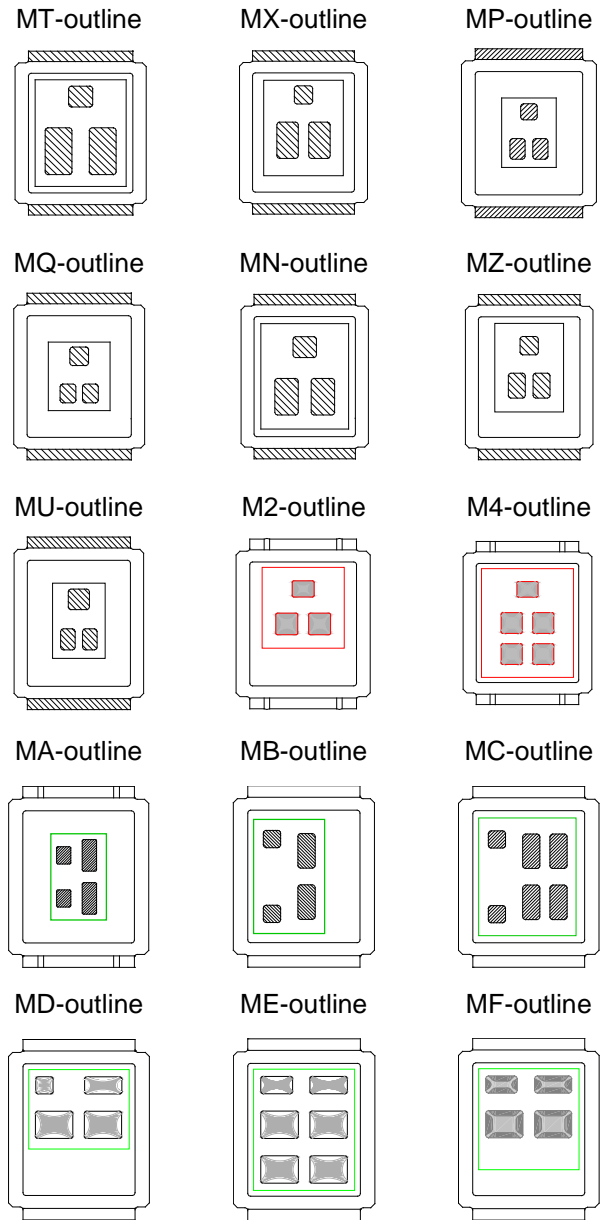 MT-outline MX-outline MP-outline
MQ-outline MN-outline MZ-outline
MU-outline M2-outline M4-outline
MA-outline MB-outline MC-outline
MD-outline ME-outline MF-outline